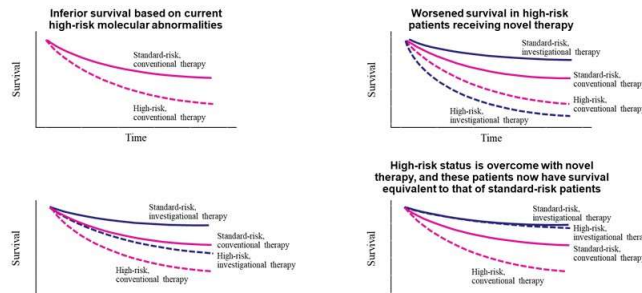 Inferior survival based on current
high-risk molecular abnormalities
Survival
Standard-risk,
conventional therapy
High-risk,
conventional therapy
Time
Worsened survival in high-risk
patients receiving novel therapy
Survival
Standard-risk,
investigational therapy
Standard-risk,
conventional therapy
High-risk,
conventional therapy
High-risk,
investigational therapy
Time
Survival
Standard-risk,
investigational therapy
Standard-risk,
conventional therapy
High-risk,
investigational therapy
High-risk,
conventional therapy
High-risk status is overcome with novel
therapy, and these patients now have survival
equivalent to that of standard-risk patients
Survival
Standard-risk,
investigational therapy
High-risk,
investigational therap
Standard-risk,
conventional therapy
High-risk,
conventional therapy